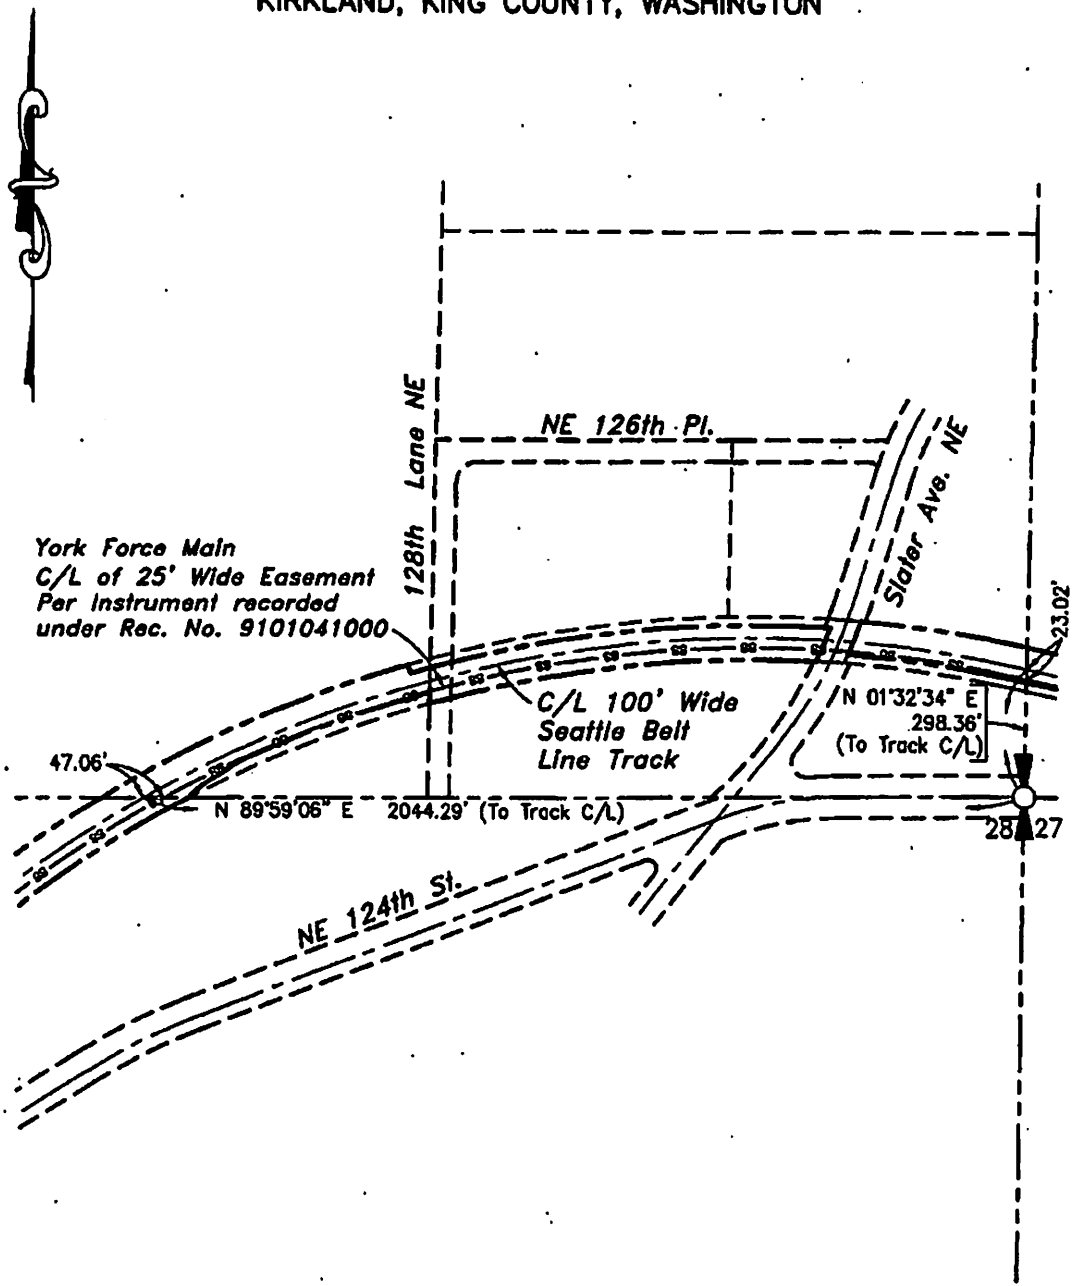 KIRKLAND, KING COUNTY, WASHINGTON
NE 126th Pl.
128th Lane NE
Slater Ave. NE
York Force Main
C/L of 25' Wide Easement
Per Instrument recorded
under Rec. No. 9101041000
23.02'
C/L 100' Wide
Seattle Belt
Line Track
N 01°32'34" E
298.36'
(To Track C/L)
47.06'
N 89°59'06" E 2044.29' (To Track C/L)
28 27
NE 124th St.